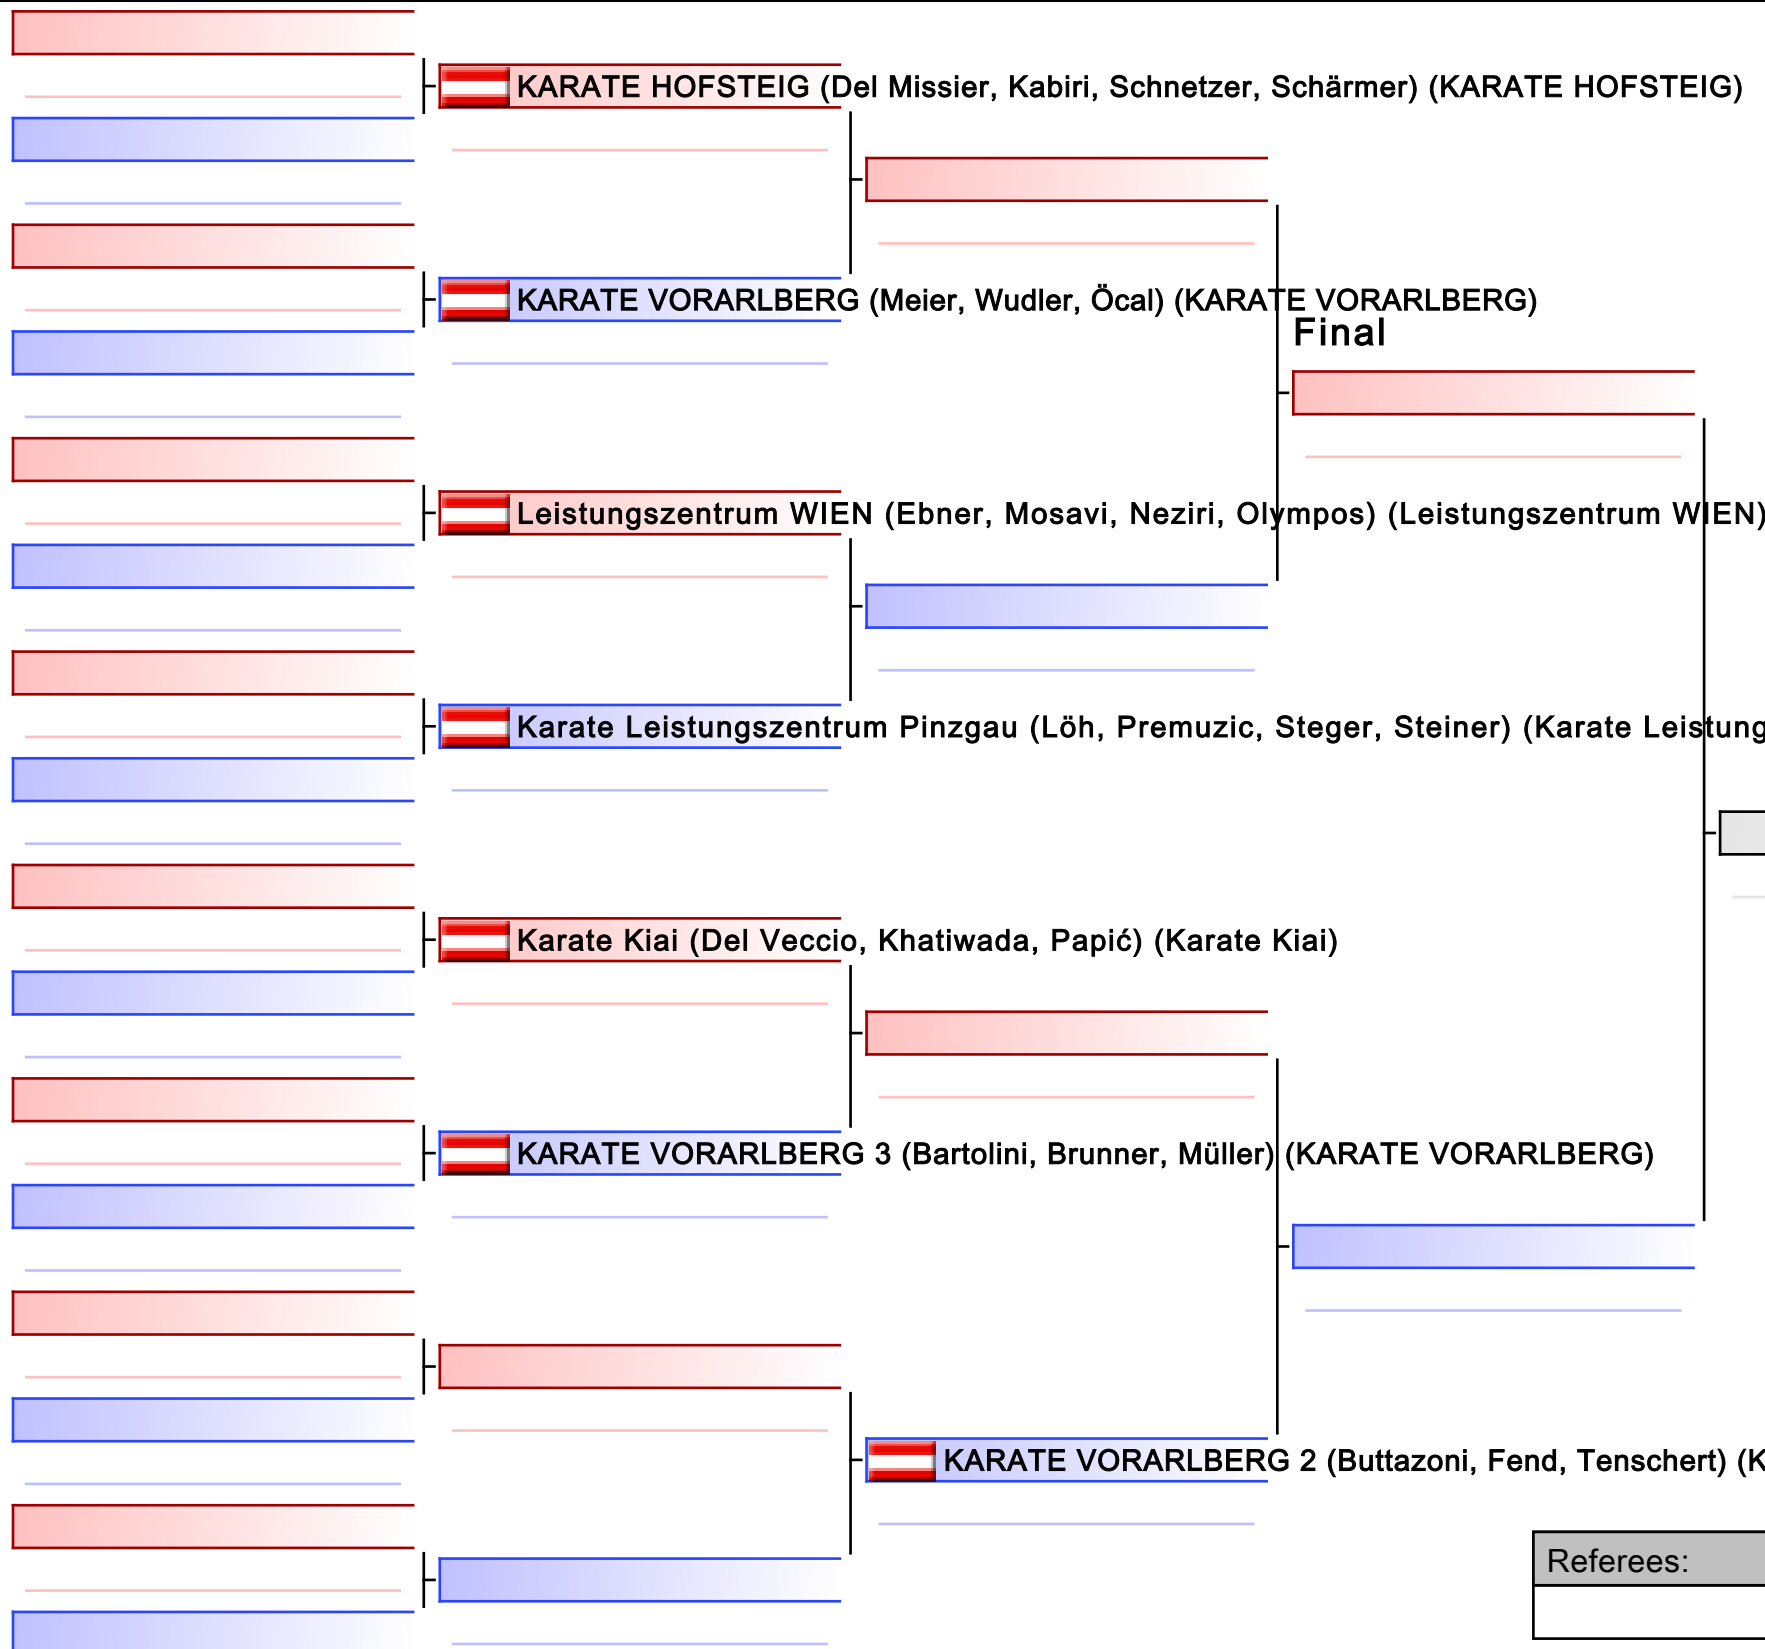 KARATE HOFSTEIG (Del Missier, Kabiri, Schnetzer, Schärmer) (KARATE HOFSTEIG)
KARATE VORARLBERG (Meier, Wudler, Öcal) (KARATE VORARLBERG)
Final
Leistungszentrum WIEN (Ebner, Mosavi, Neziri, Olympos) (Leistungszentrum WIEN)
Karate Leistungszentrum Pinzgau (Löh, Premuzic, Steger, Steiner) (Karate Leistung
Karate Kiai (Del Veccio, Khatiwada, Papić) (Karate Kiai)
KARATE VORARLBERG 3 (Bartolini, Brunner, Müller) (KARATE VORARLBERG)
KARATE VORARLBERG 2 (Buttazoni, Fend, Tenschert) (K
Referees: